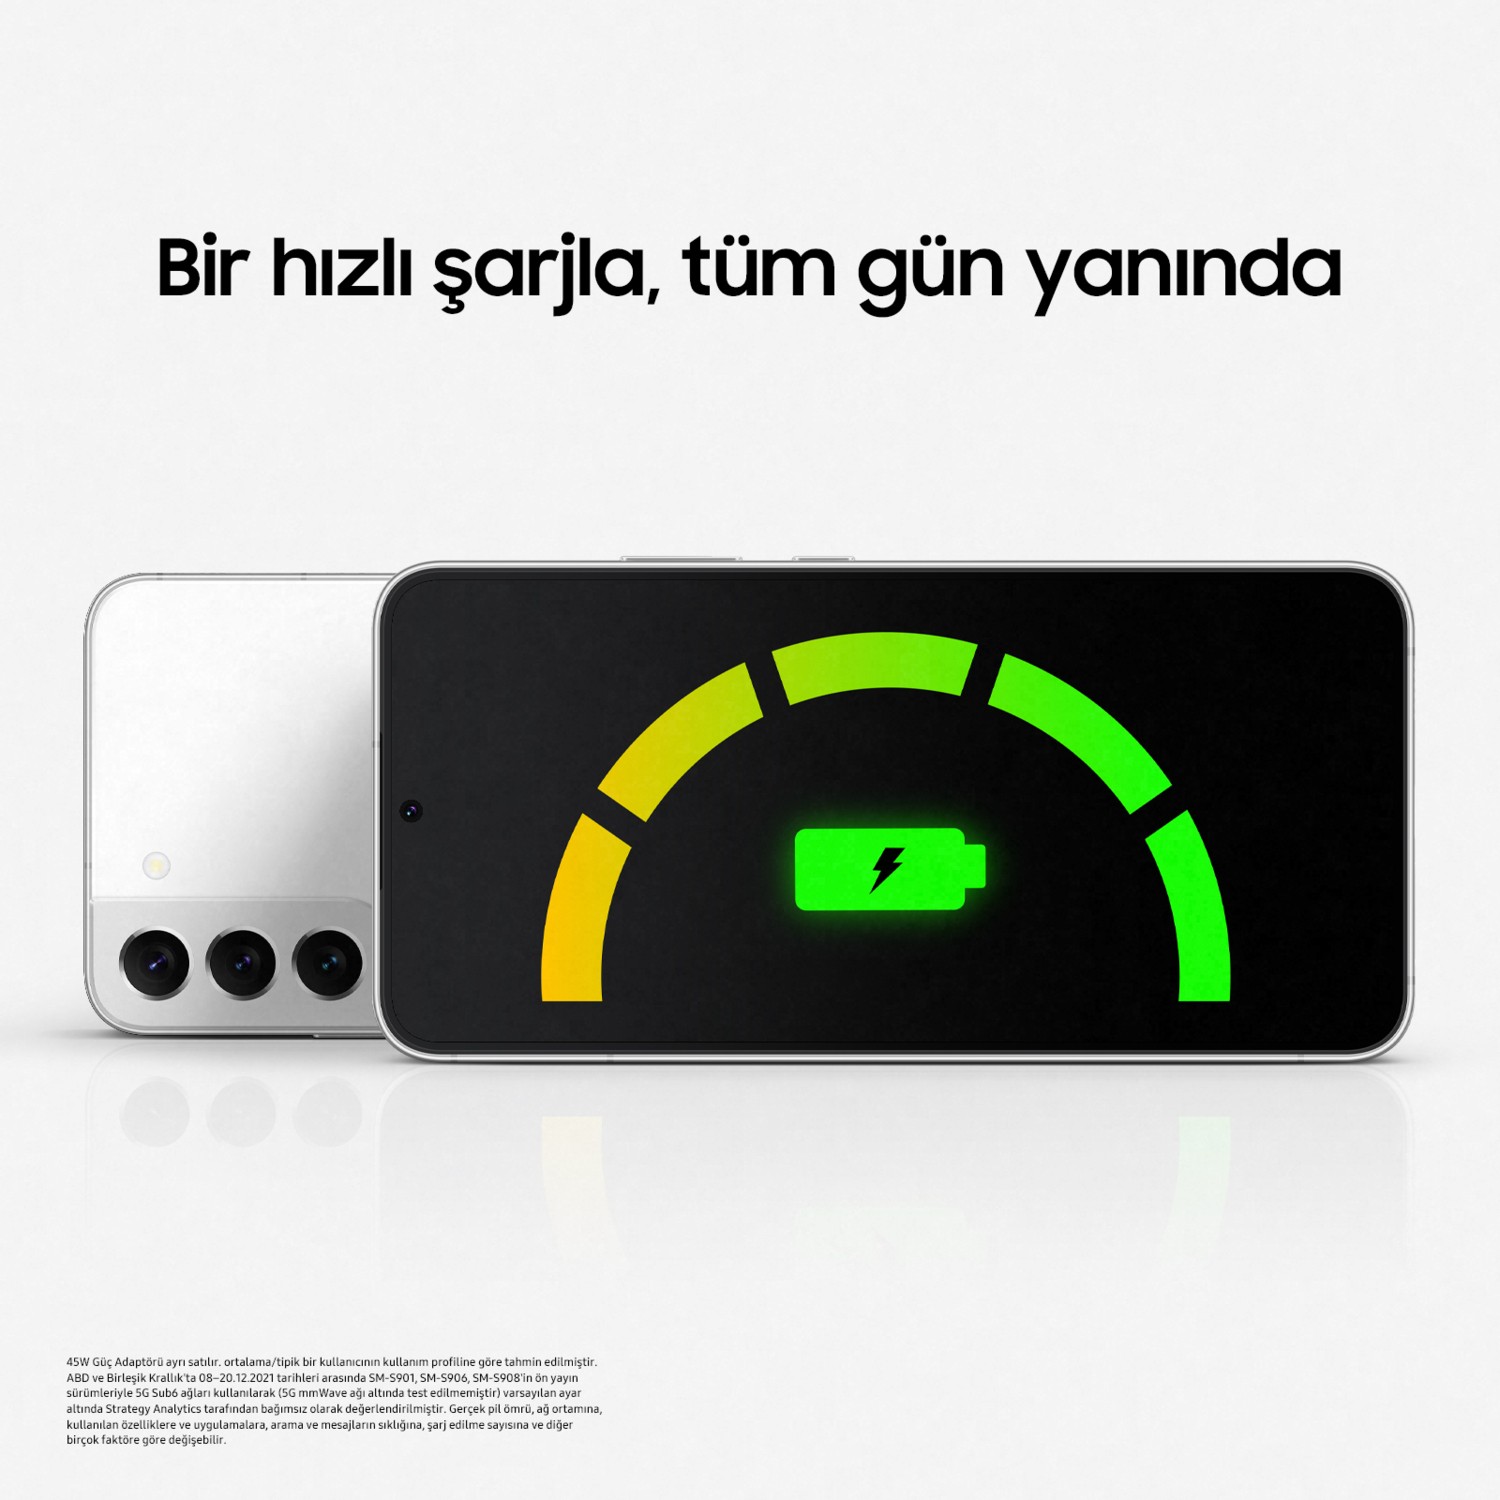 Bir hızlı şarjla, tüm gün yanında
45W Güç Adaptörü ayrı satılır. ortalama/tipik bir kullanıcının kullanım profiline göre tahmin edilmiştir.
ABD ve Birleşik Krallık'ta 08–20.12.2021 tarihleri arasında SM-S901, SM-S906, SM-S908'in ön yayın
sürümleriyle 5G Sub6 ağları kullanılarak (5G mmWave ağı altında test edilmemiştir) varsayılan ayar
altında Strategy Analytics tarafından bağımsız olarak değerlendirilmiştir. Gerçek pil ömrü, ağ ortamına,
kullanılan özelliklere ve uygulamalara, arama ve mesajların sıklığına, şarj edilme sayısına ve diğer
birçok faktöre göre değişebilir.